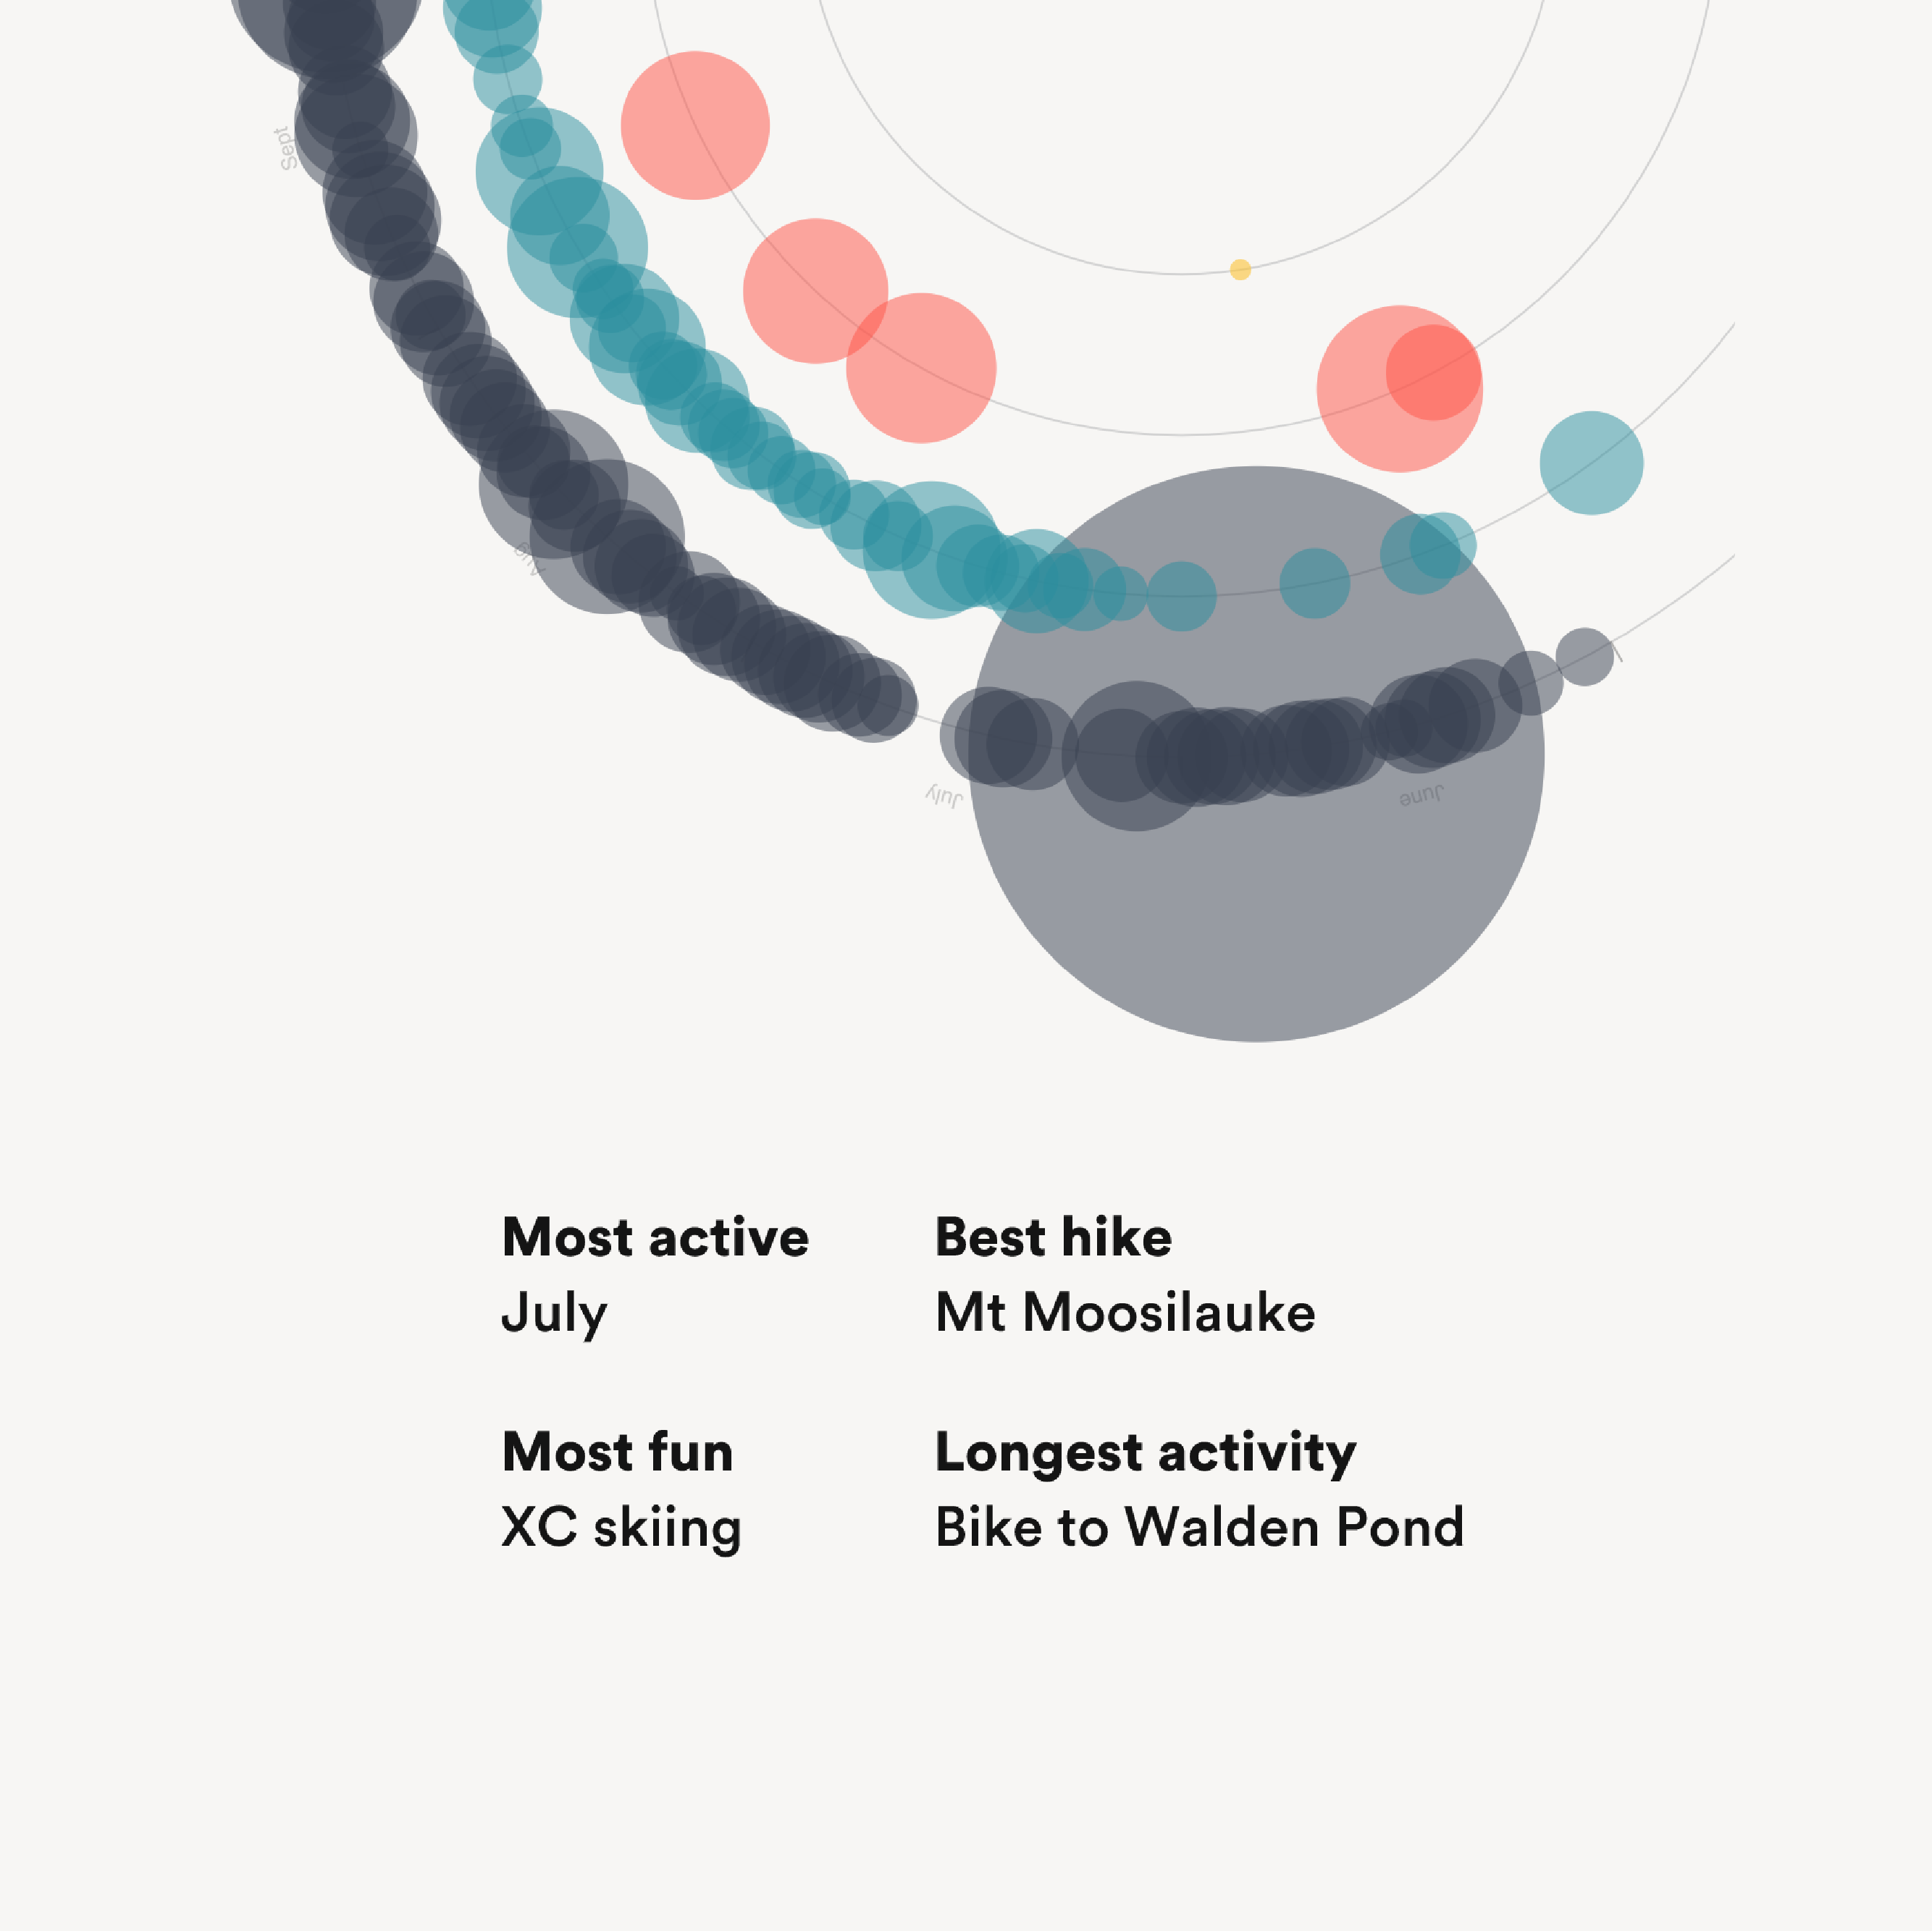 Sept
Aug
July
June
Most active
July
Best hike
Mt Moosilauke
Most fun
XC skiing
Longest activity
Bike to Walden Pond